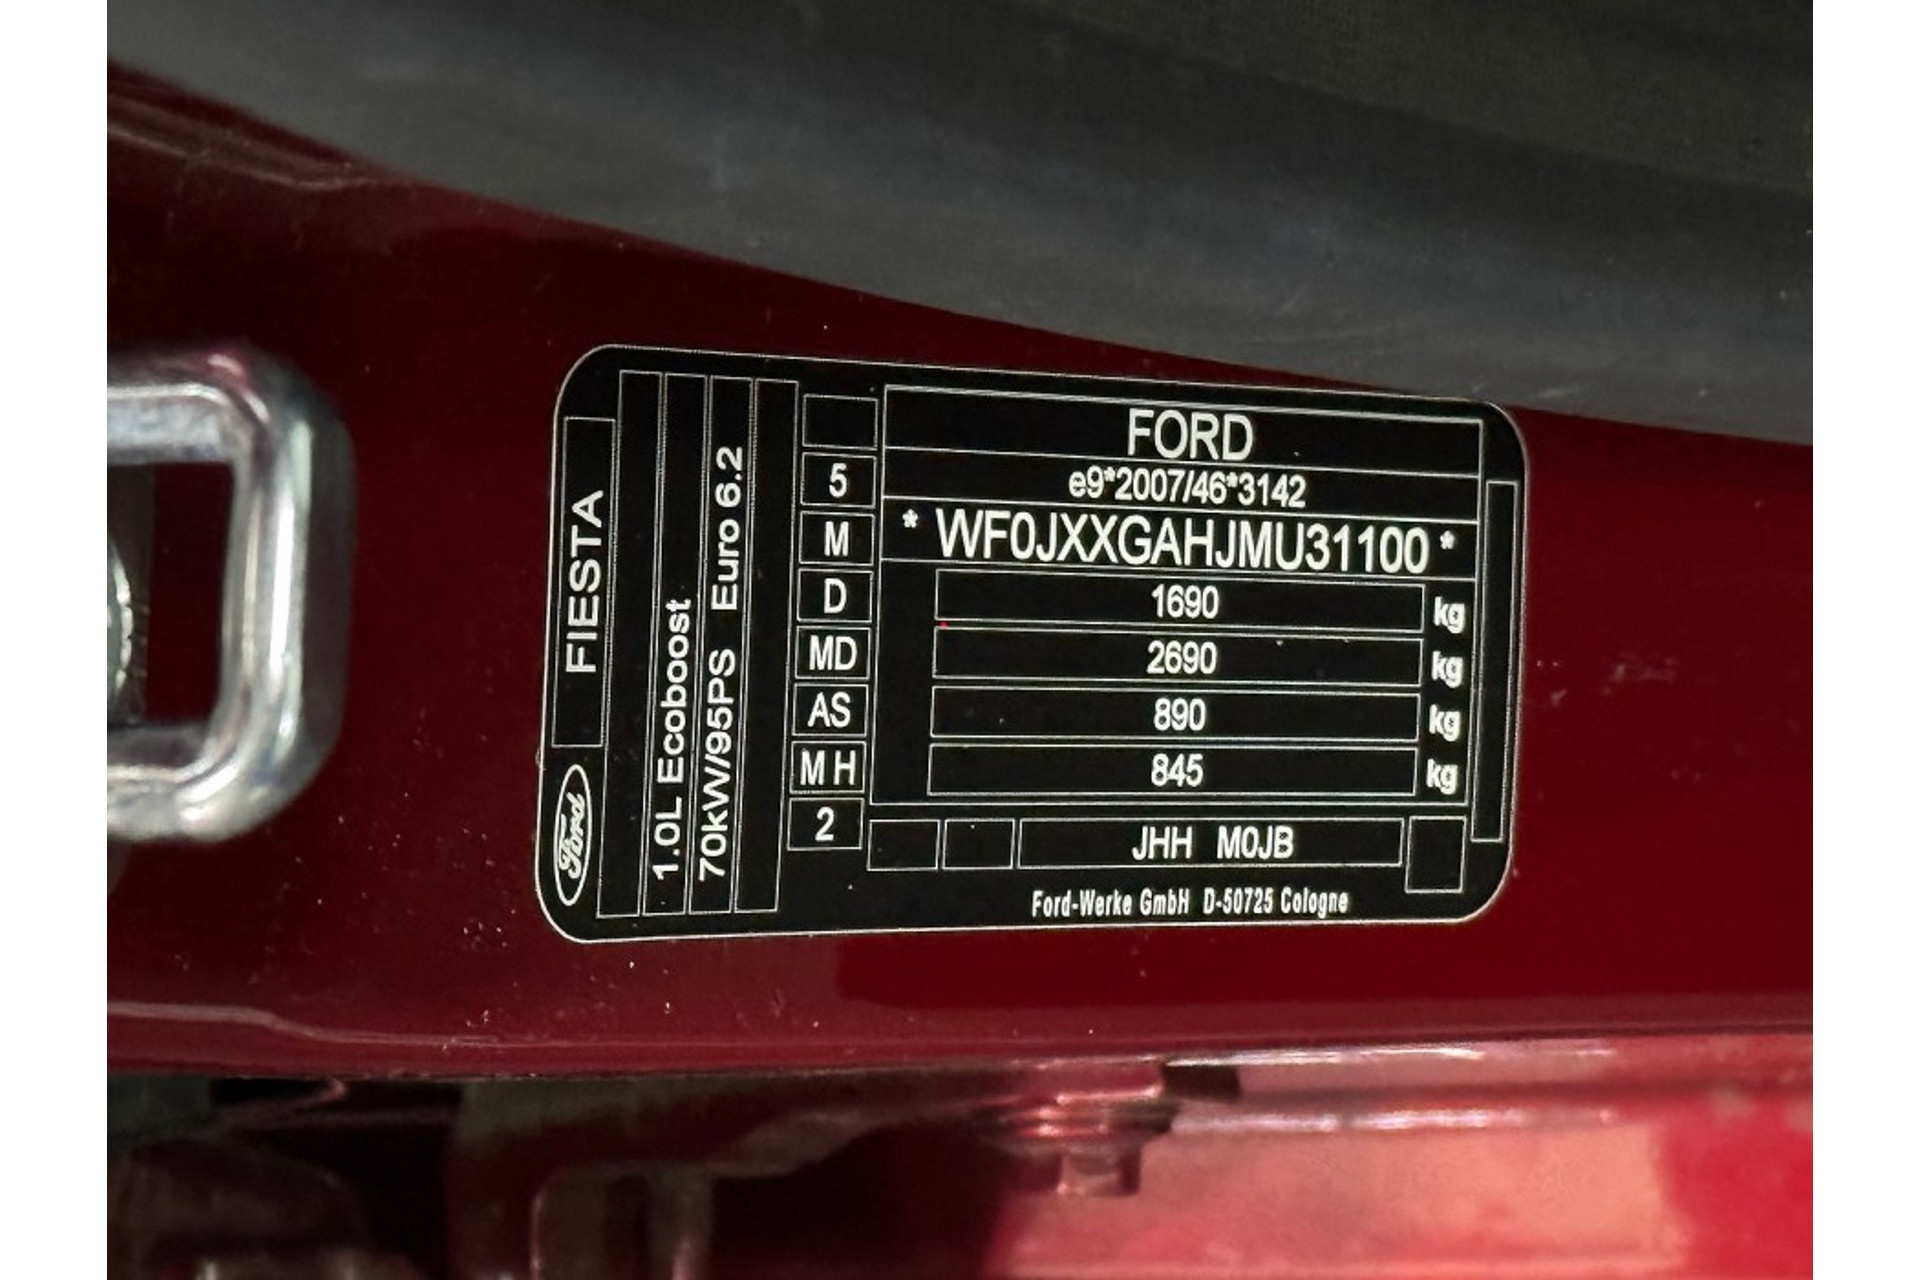 FORD
e9*2007/46*3142
* WF0JXXGAHJMU31100 *
1690 kg
2690 kg
890 kg
845 kg
JHH M0JB
Ford-Werke GmbH D-50725 Cologne
5
M
D
MD
AS
M H
2
FIESTA
Ford
1.0L Ecoboost
70kW/95PS Euro 6.2